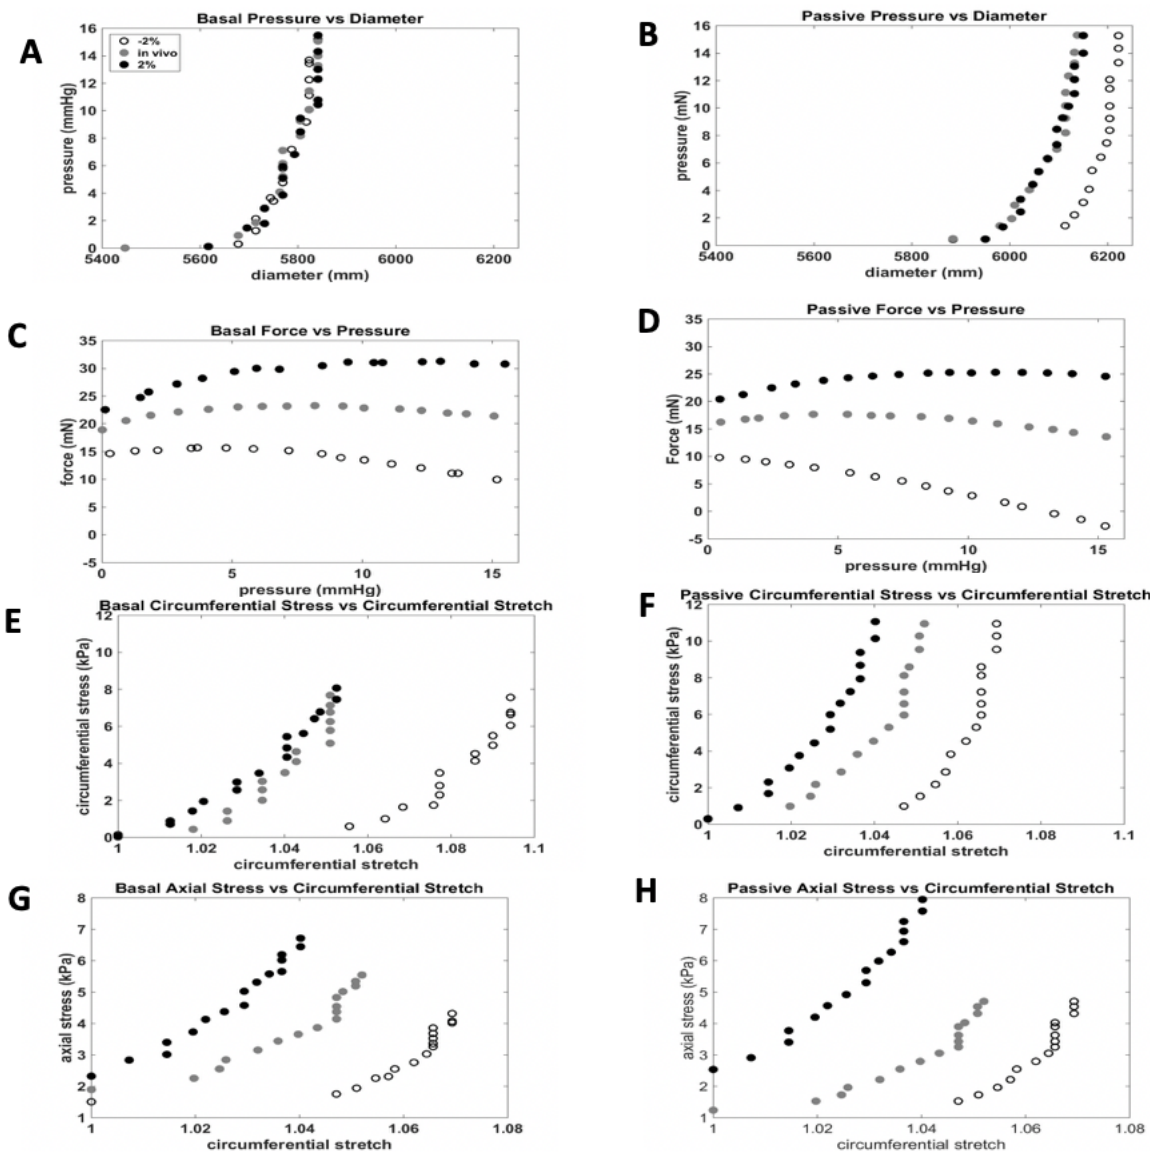 A
Basal Pressure vs Diameter
-2%
in vivo
2%
pressure (mmHg)
16
14
12
10
8
6
4
2
0
5400 5600 5800 6000 6200
diameter (mm)
B
Passive Pressure vs Diameter
pressure (mN)
16
14
12
10
8
6
4
2
0
5400 5600 5800 6000 6200
diameter (mm)
C
Basal Force vs Pressure
force (mN)
35
30
25
20
15
10
5
0
-5
0 5 10 15
pressure (mmHg)
D
Passive Force vs Pressure
Force (mN)
35
30
25
20
15
10
5
0
-5
0 5 10 15
pressure (mmHg)
E
Basal Circumferential Stress vs Circumferential Stretch
circumferential stress (kPa)
12
10
8
6
4
2
0
1 1.02 1.04 1.06 1.08 1.1
circumferential stretch
F
Passive Circumferential Stress vs Circumferential Stretch
circumferential stress (kPa)
12
10
8
6
4
2
0
1 1.02 1.04 1.06 1.08 1.1
circumferential stretch
G
Basal Axial Stress vs Circumferential Stretch
axial stress (kPa)
8
7
6
5
4
3
2
1
1 1.02 1.04 1.06 1.08
circumferential stretch
H
Passive Axial Stress vs Circumferential Stretch
axial stress (kPa)
8
7
6
5
4
3
2
1
1 1.02 1.04 1.06 1.08
circumferential stretch